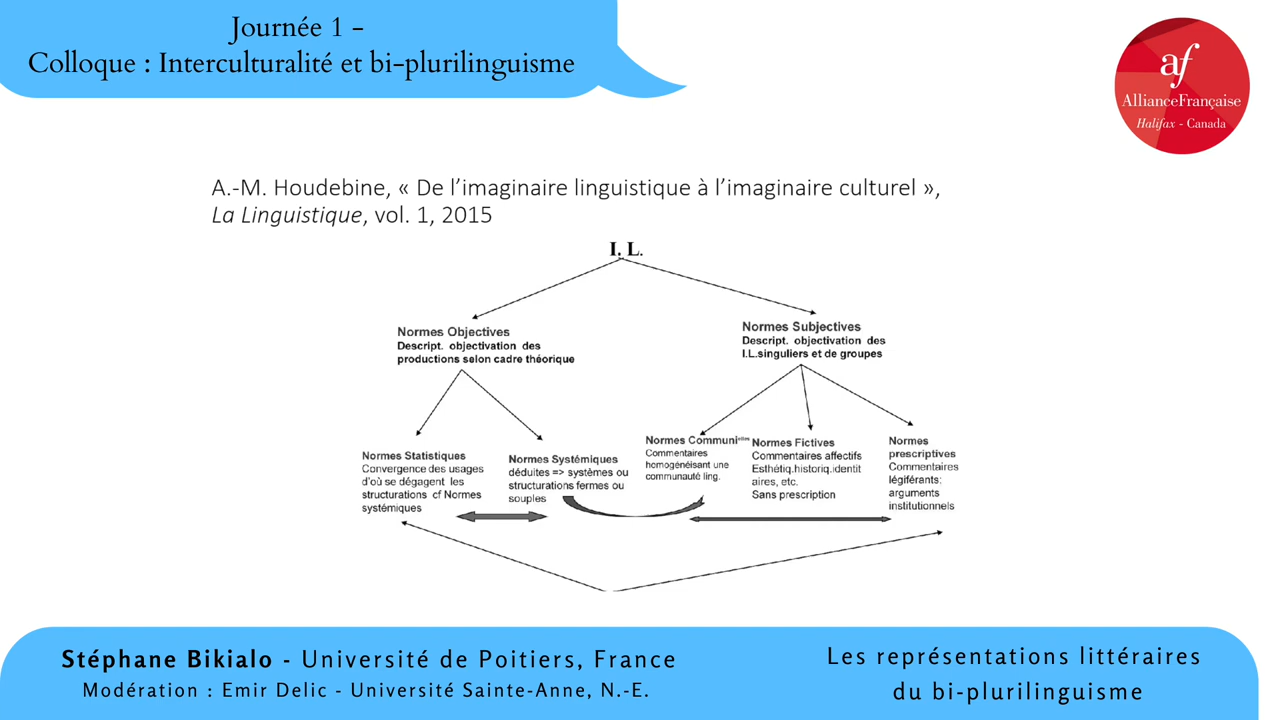 Journée 1 -
Colloque : Interculturalité et bi-plurilinguisme
af
AllianceFrançaise
Halifax - Canada
A.-M. Houdebine, « De l'imaginaire linguistique à l'imaginaire culturel »,
La Linguistique, vol. 1, 2015
I. L.
Normes Objectives
Descript. objectivation des
productions selon cadre théorique
Normes Subjectives
Descript. objectivation des
I.L.singuliers et de groupes
Normes Statistiques
Convergence des usages
d'où se dégagent les
structurations cf Normes
systémiques
Normes Systémiques
déduites => systèmes ou
structurations fermes ou
souples
Normes Communi
Commentaires
homogénéisant une
communauté ling.
Normes Fictives
Commentaires affectifs
Esthétiq.historiq.identit
aires, etc.
Sans prescription
Normes
prescriptives
Commentaires
légiférants:
arguments
institutionnels
Stéphane Bikialo - Université de Poitiers, France
Modération : Emir Delic - Université Sainte-Anne, N.-E.
Les représentations littéraires
du bi-plurilinguisme